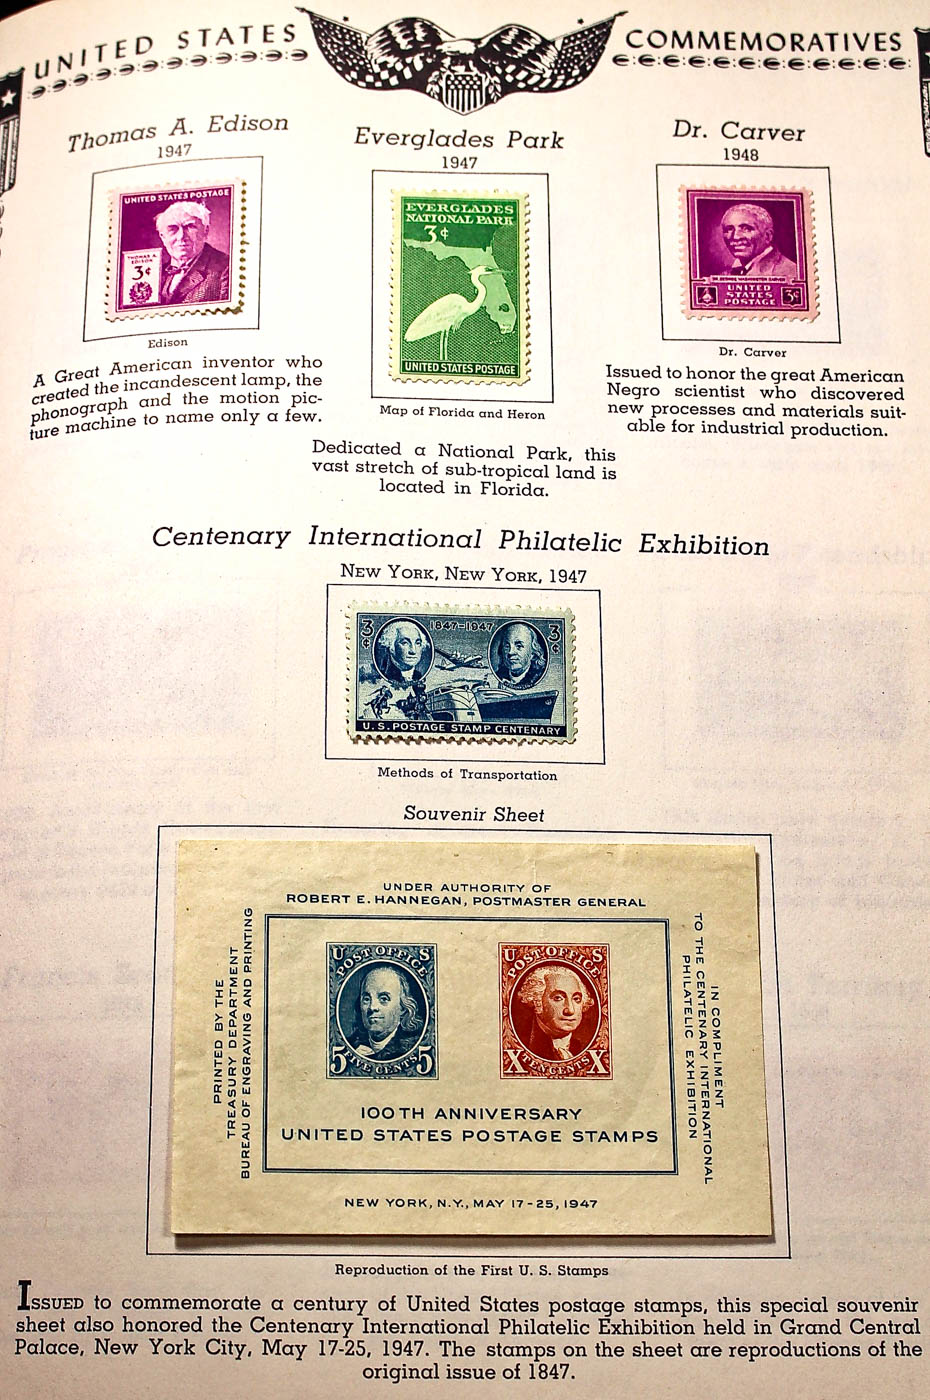 UNITED STATES COMMEMORATIVES
Thomas A. Edison
1947
UNITED STATES POSTAGE
THOMAS A.
EDISON
3¢
Edison
A Great American inventor who
created the incandescent lamp, the
phonograph and the motion pic-
ture machine to name only a few.
Everglades Park
1947
EVERGLADES
NATIONAL PARK
3¢
UNITED STATES POSTAGE
Map of Florida and Heron
Dedicated a National Park, this
vast stretch of sub-tropical land is
located in Florida.
Dr. Carver
1948
DR. GEORGE WASHINGTON CARVER
UNITED
STATES
POSTAGE
3¢
Dr. Carver
Issued to honor the great American
Negro scientist who discovered
new processes and materials suit-
able for industrial production.
Centenary International Philatelic Exhibition
NEW YORK, NEW YORK, 1947
3¢ 1847-1947 3¢
U.S. POSTAGE STAMP CENTENARY
Methods of Transportation
Souvenir Sheet
UNDER AUTHORITY OF
ROBERT E. HANNEGAN, POSTMASTER GENERAL
PRINTED BY THE
TREASURY DEPARTMENT
BUREAU OF ENGRAVING AND PRINTING
U S
POST OFFICE
5 FIVE CENTS 5
U S
POST OFFICE
X TEN CENTS X
IN COMPLIMENT
TO THE CENTENARY INTERNATIONAL
PHILATELIC EXHIBITION
100TH ANNIVERSARY
UNITED STATES POSTAGE STAMPS
NEW YORK, N.Y., MAY 17-25, 1947
Reproduction of the First U. S. Stamps
ISSUED to commemorate a century of United States postage stamps, this special souvenir
sheet also honored the Centenary International Philatelic Exhibition held in Grand Central
Palace, New York City, May 17-25, 1947. The stamps on the sheet are reproductions of the
original issue of 1847.